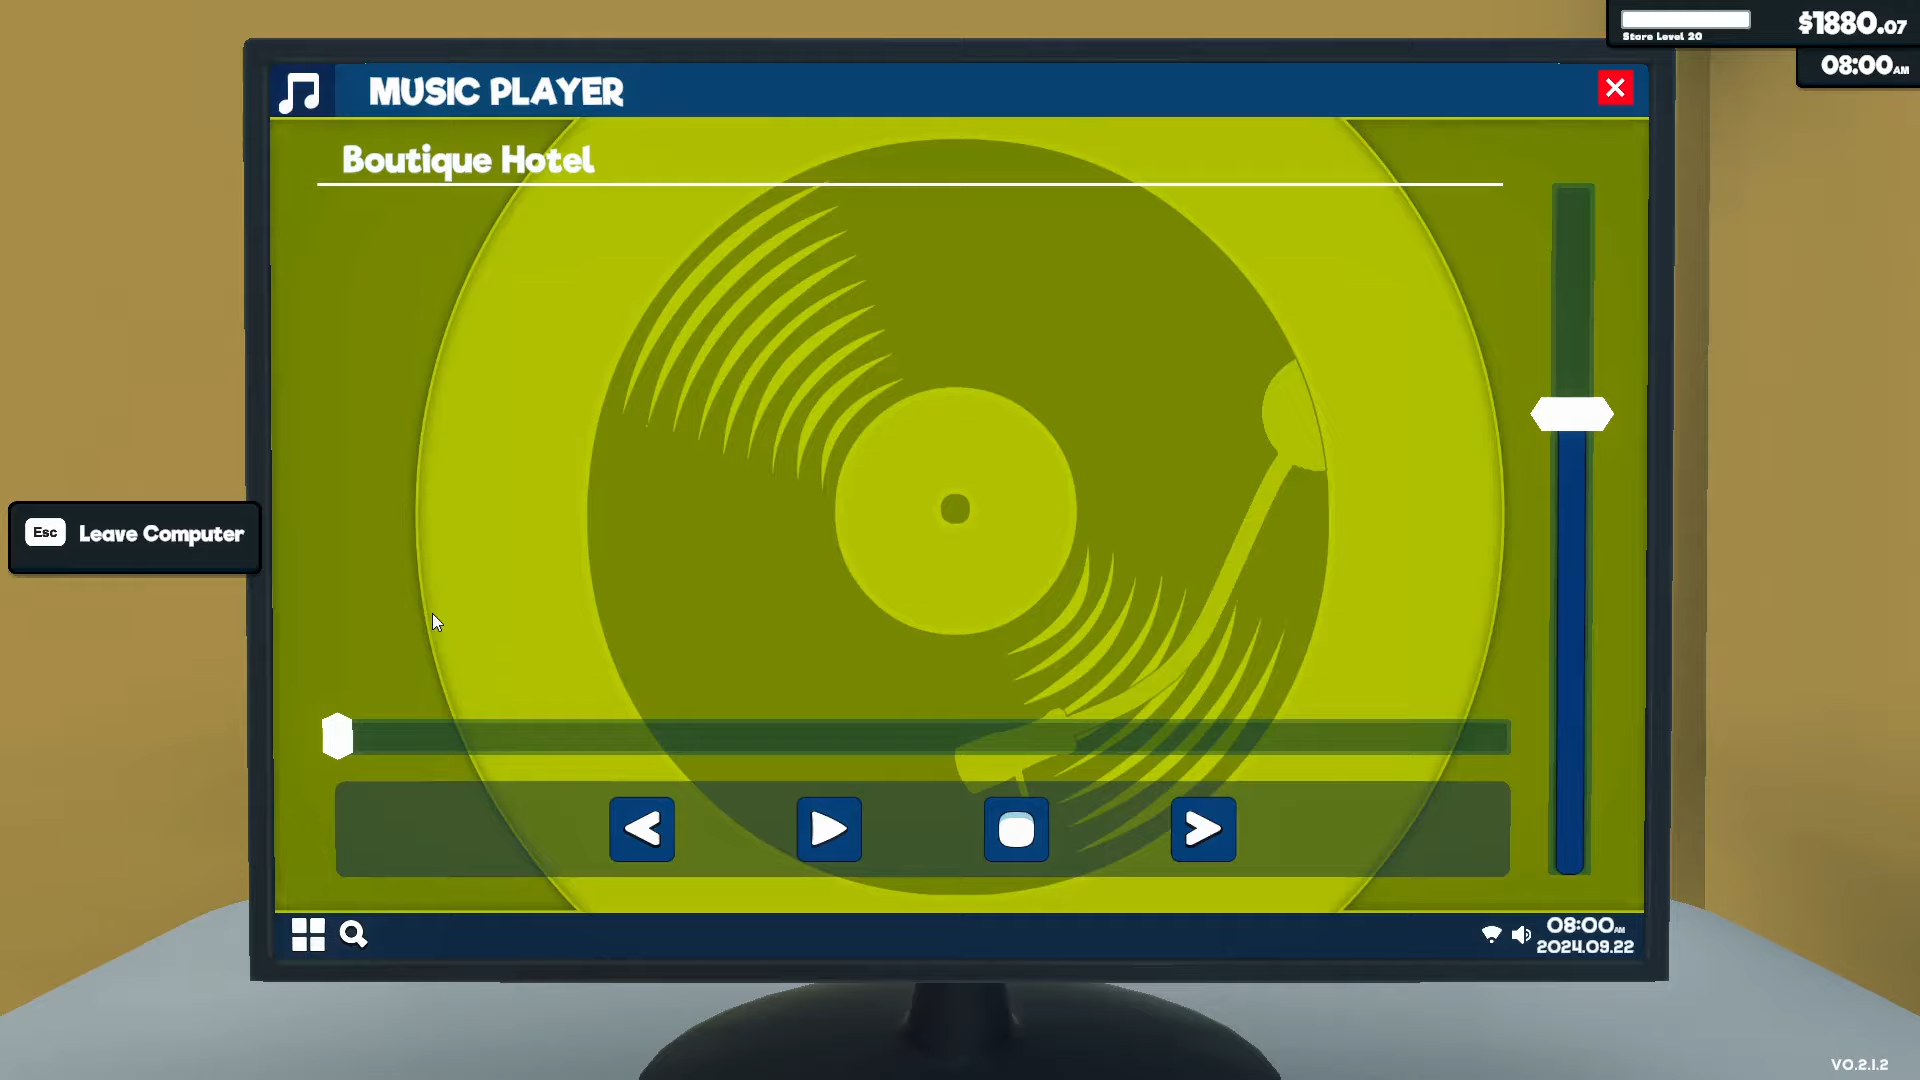 $1880.07
Store Level 20
08:00AM
MUSIC PLAYER
Boutique Hotel
Esc Leave Computer
08:00AM
2024.09.22
V0.2.1.2